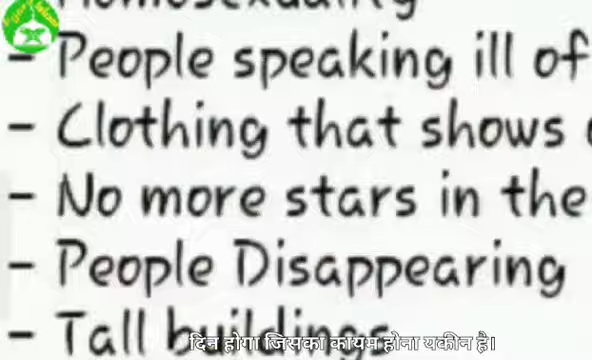 Homosexuality
- People speaking ill of
- Clothing that shows
- No more stars in the
- People Disappearing
- Tall buildings
दिन होगा जिसका कायम होना यकीन है।